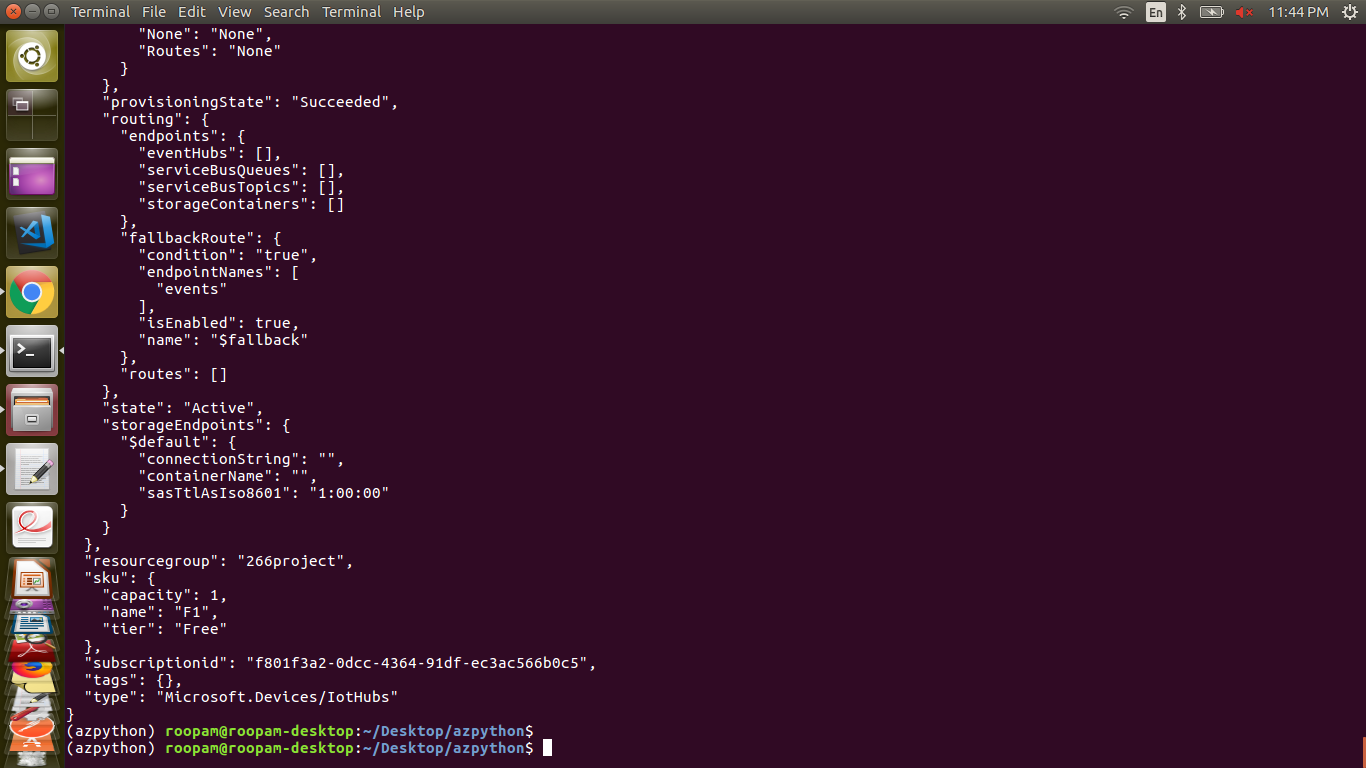 Terminal File Edit View Search Terminal Help En 11:44 PM
"None": "None",
"Routes": "None"
}
},
"provisioningState": "Succeeded",
"routing": {
"endpoints": {
"eventHubs": [],
"serviceBusQueues": [],
"serviceBusTopics": [],
"storageContainers": []
},
"fallbackRoute": {
"condition": "true",
"endpointNames": [
"events"
],
"isEnabled": true,
"name": "$fallback"
},
"routes": []
},
"state": "Active",
"storageEndpoints": {
"$default": {
"connectionString": "",
"containerName": "",
"sasTtlAsIso8601": "1:00:00"
}
}
},
"resourcegroup": "266project",
"sku": {
"capacity": 1,
"name": "F1",
"tier": "Free"
},
"subscriptionid": "f801f3a2-0dcc-4364-91df-ec3ac566b0c5",
"tags": {},
"type": "Microsoft.Devices/IotHubs"
}
(azpython) roopam@roopam-desktop:~/Desktop/azpython$
(azpython) roopam@roopam-desktop:~/Desktop/azpython$